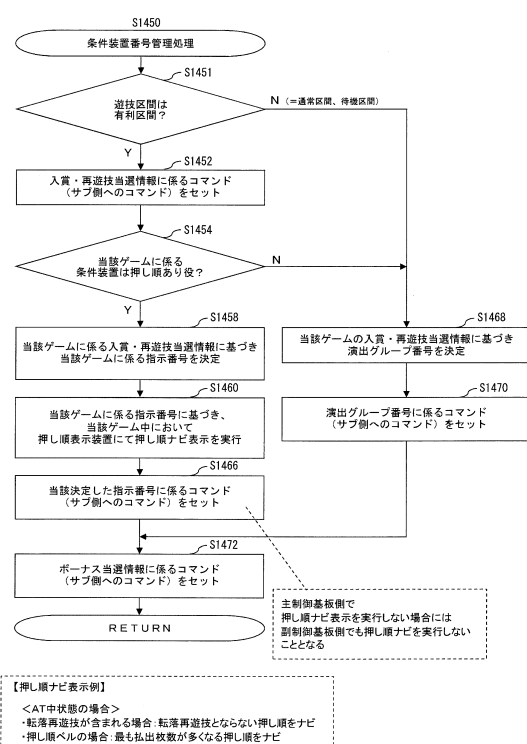 S1450
条件装置番号管理処理
S1451
遊技区間は
有利区間？
N（＝通常区間、待機区間）
Y
S1452
入賞・再遊技当選情報に係るコマンド
（サブ側へのコマンド）をセット
S1454
当該ゲームに係る
条件装置は押し順あり役？
N
Y
S1458
当該ゲームに係る入賞・再遊技当選情報に基づき
当該ゲームに係る指示番号を決定
S1468
当該ゲームの入賞・再遊技当選情報に基づき
演出グループ番号を決定
S1460
当該ゲームに係る指示番号に基づき、
当該ゲーム中において
押し順表示装置にて押し順ナビ表示を実行
S1470
演出グループ番号に係るコマンド
（サブ側へのコマンド）をセット
S1466
当該決定した指示番号に係るコマンド
（サブ側へのコマンド）をセット
S1472
ボーナス当選情報に係るコマンド
（サブ側へのコマンド）をセット
主制御基板側で
押し順ナビ表示を実行しない場合には
副制御基板側でも押し順ナビを実行しない
こととなる
RETURN
【押し順ナビ表示例】
＜AT中状態の場合＞
・転落再遊技が含まれる場合：転落再遊技とならない押し順をナビ
・押し順ベルの場合：最も払出枚数が多くなる押し順をナビ